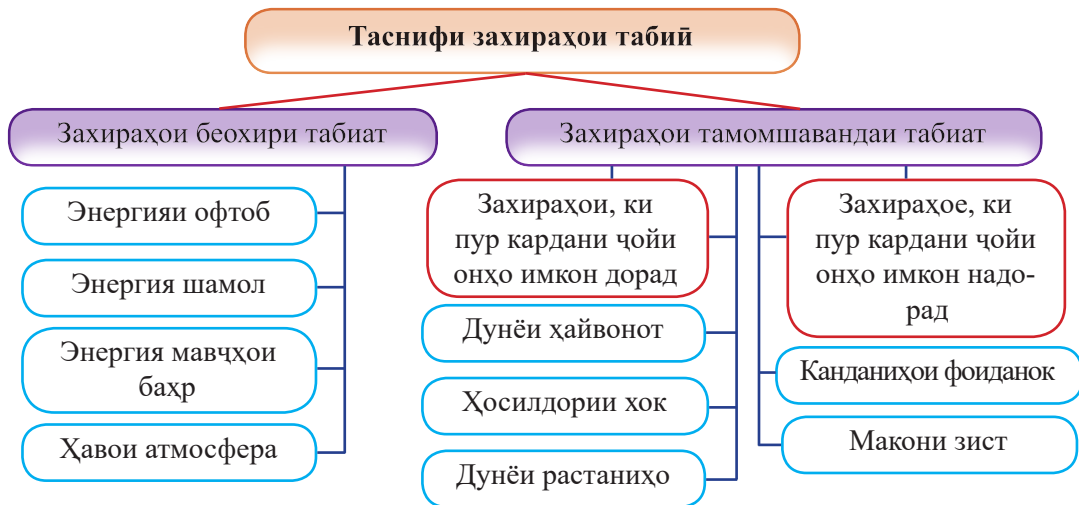 Таснифи захираҳои табиӣ
Захираҳои беохири табиат
Энергияи офтоб
Энергия шамол
Энергия мавҷҳои
баҳр
Ҳавои атмосфера
Захираҳои тамомшавандаи табиат
Захираҳои, ки
пур кардани ҷойи
онҳо имкон дорад
Дунёи ҳайвонот
Ҳосилдории хок
Дунёи растаниҳо
Захираҳое, ки
пур кардани ҷойи
онҳо имкон надо-
рад
Канданиҳои фоиданок
Макони зист